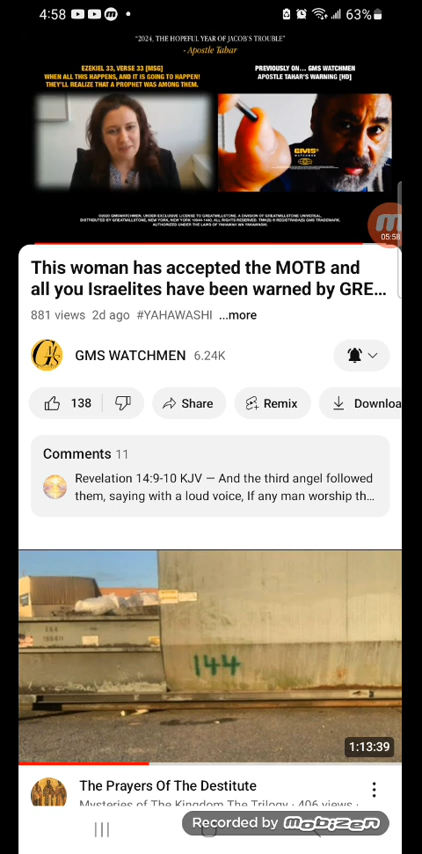 4:58
63%
"2024, THE HOPEFUL YEAR OF JACOB'S TROUBLE"
- Apostle Tahar
EZEKIEL 33, VERSE 33 [MSG]
WHEN ALL THIS HAPPENS, AND IT IS GOING TO HAPPEN!
THEY'LL REALIZE THAT A PROPHET WAS AMONG THEM.
PREVIOUSLY ON... GMS WATCHMEN
APOSTLE TAHAR'S WARNING [HD]
GMS
05:58
This woman has accepted the MOTB and
all you Israelites have been warned by GRE...
881 views 2d ago #YAHAWASHI ...more
GMS WATCHMEN 6.24K
138
Share
Remix
Downloa
Comments 11
Revelation 14:9-10 KJV — And the third angel followed
them, saying with a loud voice, If any man worship th...
144
1:13:39
The Prayers Of The Destitute
Mysteries of The Kingdom The Trilogy · 406 views ·
Recorded by mobizen